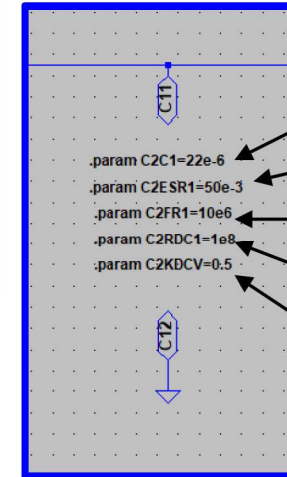 C11
.param C2C1=22e-6
.param C2ESR1=50e-3
.param C2FR1=10e6
.param C2RDC1=1e8
.param C2KDCV=0.5
C12